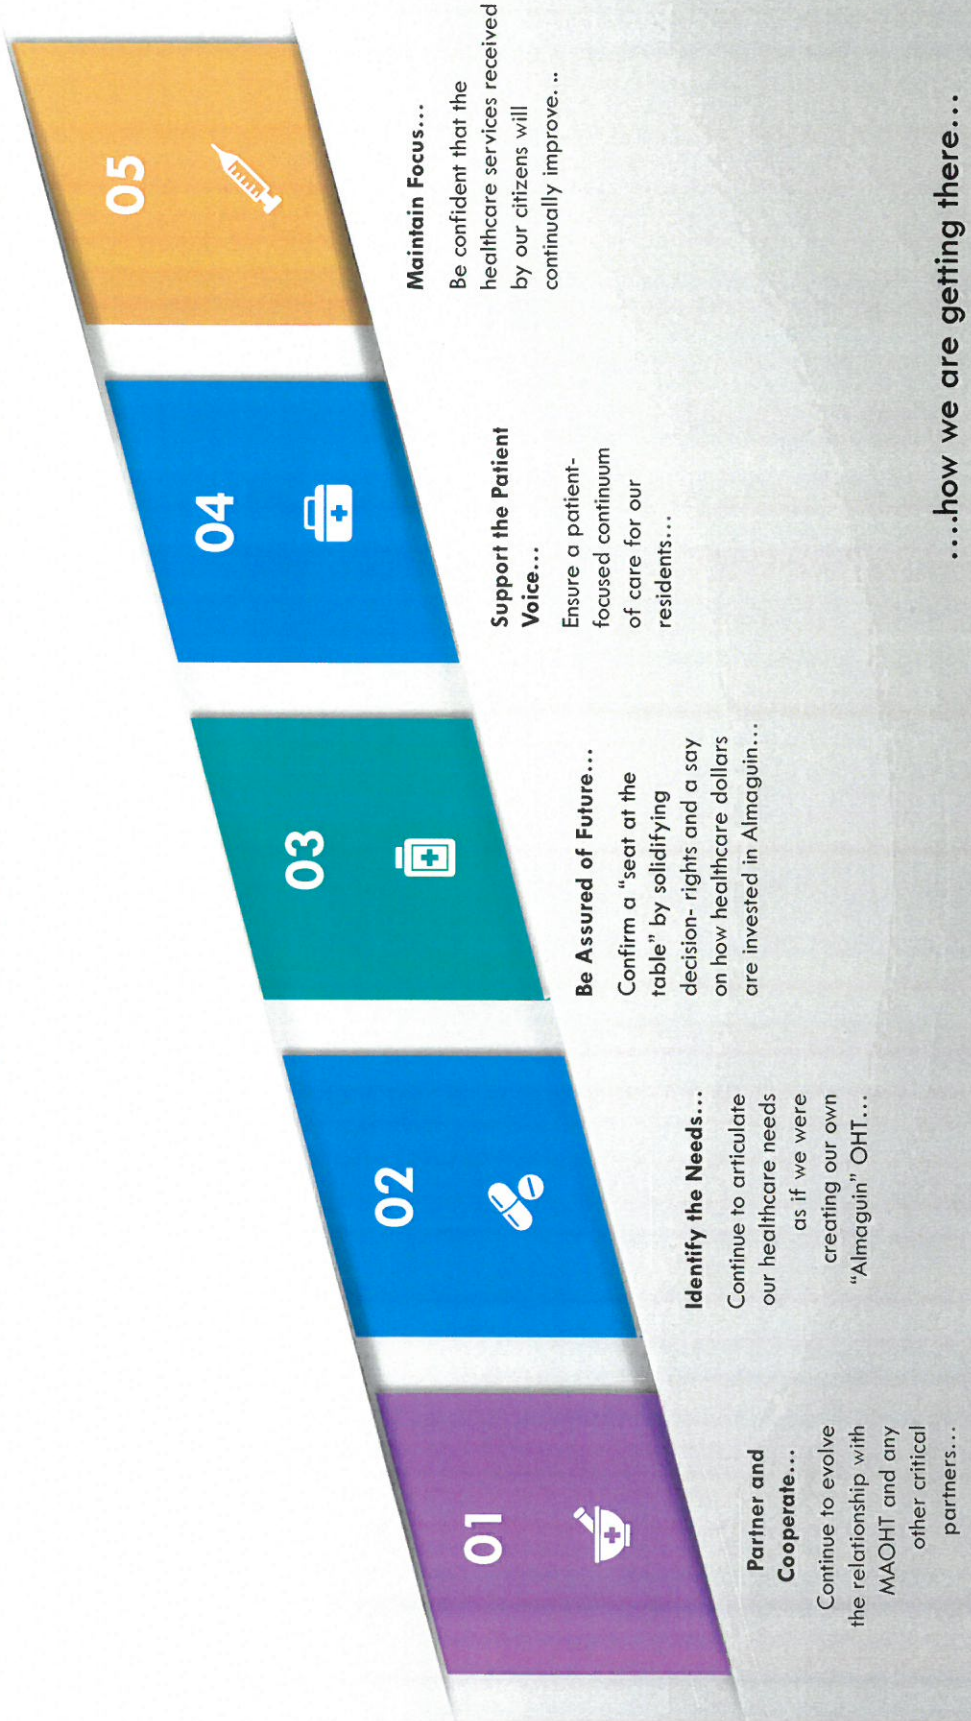 01
Partner and
Cooperate...
Continue to evolve
the relationship with
MAOHT and any
other critical
partners...
02
Identify the Needs...
Continue to articulate
our healthcare needs
as if we were
creating our own
"Almaguin" OHT...
03
Be Assured of Future...
Confirm a "seat at the
table" by solidifying
decision- rights and a say
on how healthcare dollars
are invested in Almaguin...
04
Support the Patient
Voice...
Ensure a patient-
focused continuum
of care for our
residents...
05
Maintain Focus...
Be confident that the
healthcare services received
by our citizens will
continually improve. ..
....how we are getting there...